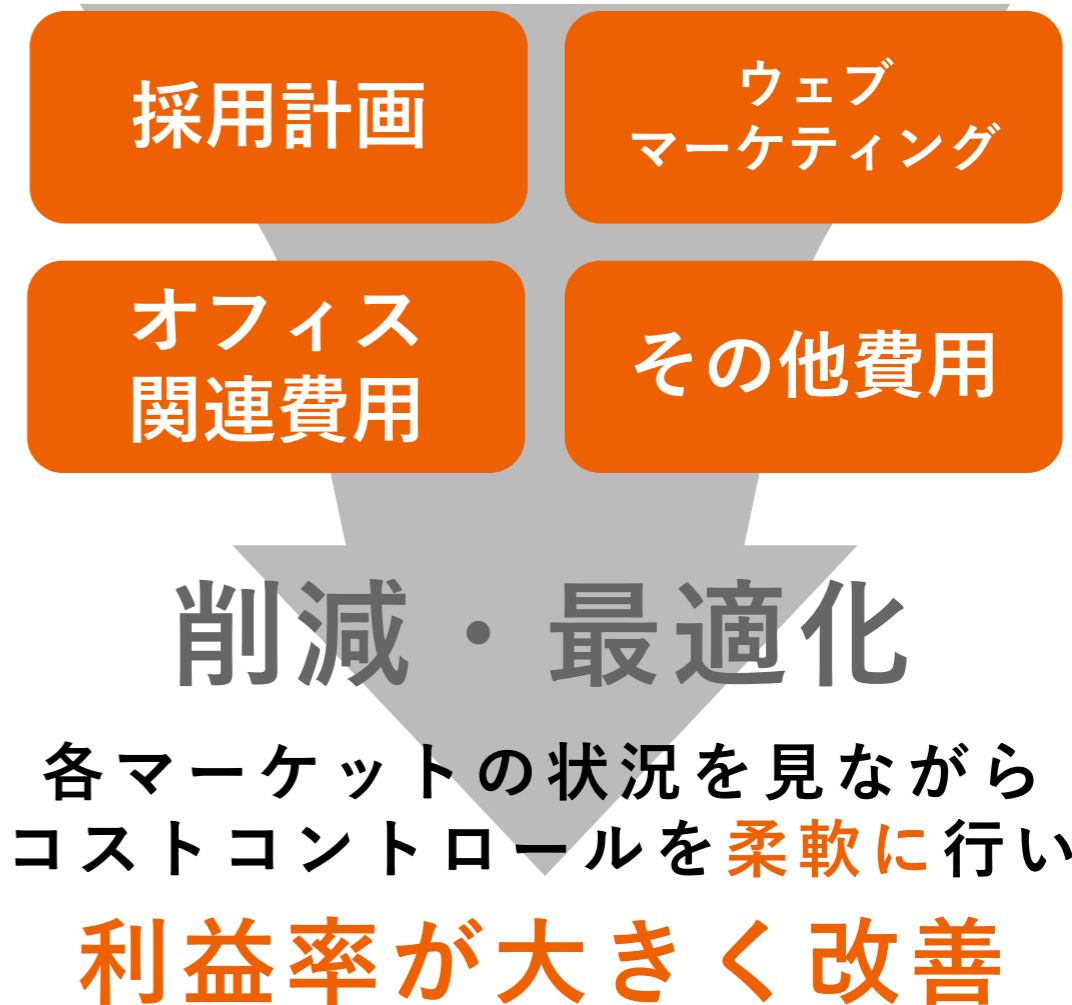 採用計画
ウェブ
マーケティング
オフィス
関連費用
その他費用
削減・最適化
各マーケットの状況を見ながら
コストコントロールを柔軟に行い
利益率が大きく改善